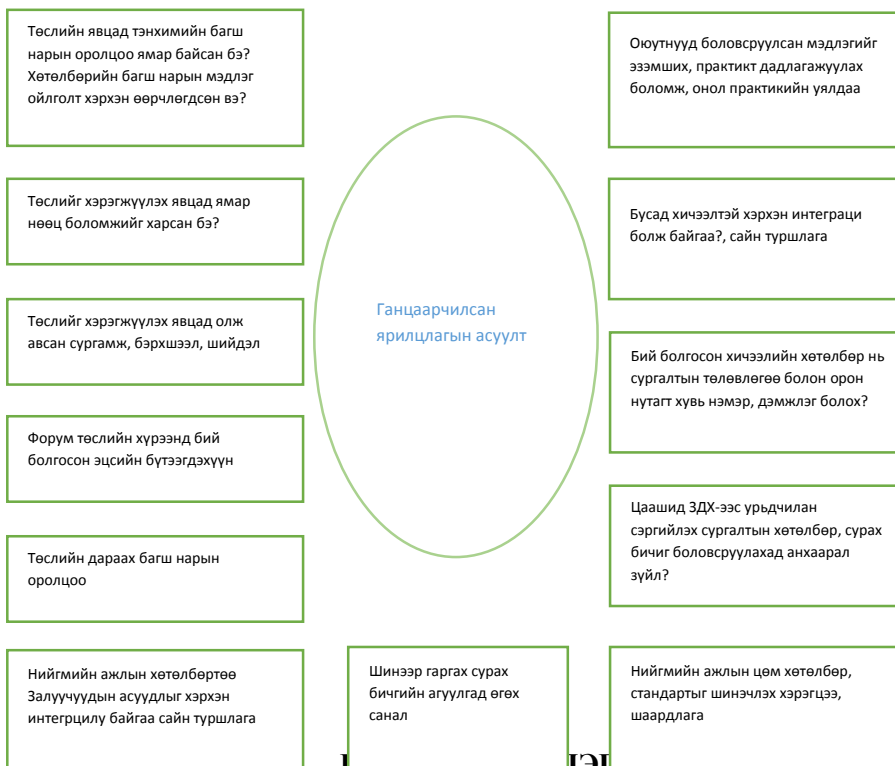 Төслийн явцад тэнхимийн багш
нарын оролцоо ямар байсан бэ?
Хөтөлбөрийн багш нарын мэдлэг
ойлголт хэрхэн өөрчлөгдсөн вэ?
Төслийг хэрэгжүүлэх явцад ямар
нөөц боломжийг харсан бэ?
Төслийг хэрэгжүүлэх явцад олж
авсан сургамж, бэрхшээл, шийдэл
Форум төслийн хүрээнд бий
болгосон эцсийн бүтээгдэхүүн
Төслийн дараах багш нарын
оролцоо
Нийгмийн ажлын хөтөлбөртөө
Залуучуудын асуудлыг хэрхэн
интегрцилу байгаа сайн туршлага
Ганцаарчилсан
ярилцлагын асуулт
Шинээр гаргах сурах
бичгийн агуулгад өгөх
санал
Оюутнууд боловсруулсан мэдлэгийг
эзэмших, практикт дадлагажуулах
боломж, онол практикийн уялдаа
Бусад хичээлтэй хэрхэн интеграци
болж байгаа?, сайн туршлага
Бий болгосон хичээлийн хөтөлбөр нь
сургалтын төлөвлөгөө болон орон
нутагт хувь нэмэр, дэмжлэг болох?
Цаашид ЗДХ-ээс урьдчилан
сэргийлэх сургалтын хөтөлбөр, сурах
бичиг боловсруулахад анхаарал
зүйл?
Нийгмийн ажлын цөм хөтөлбөр,
стандартыг шинэчлэх хэрэгцээ,
шаардлага